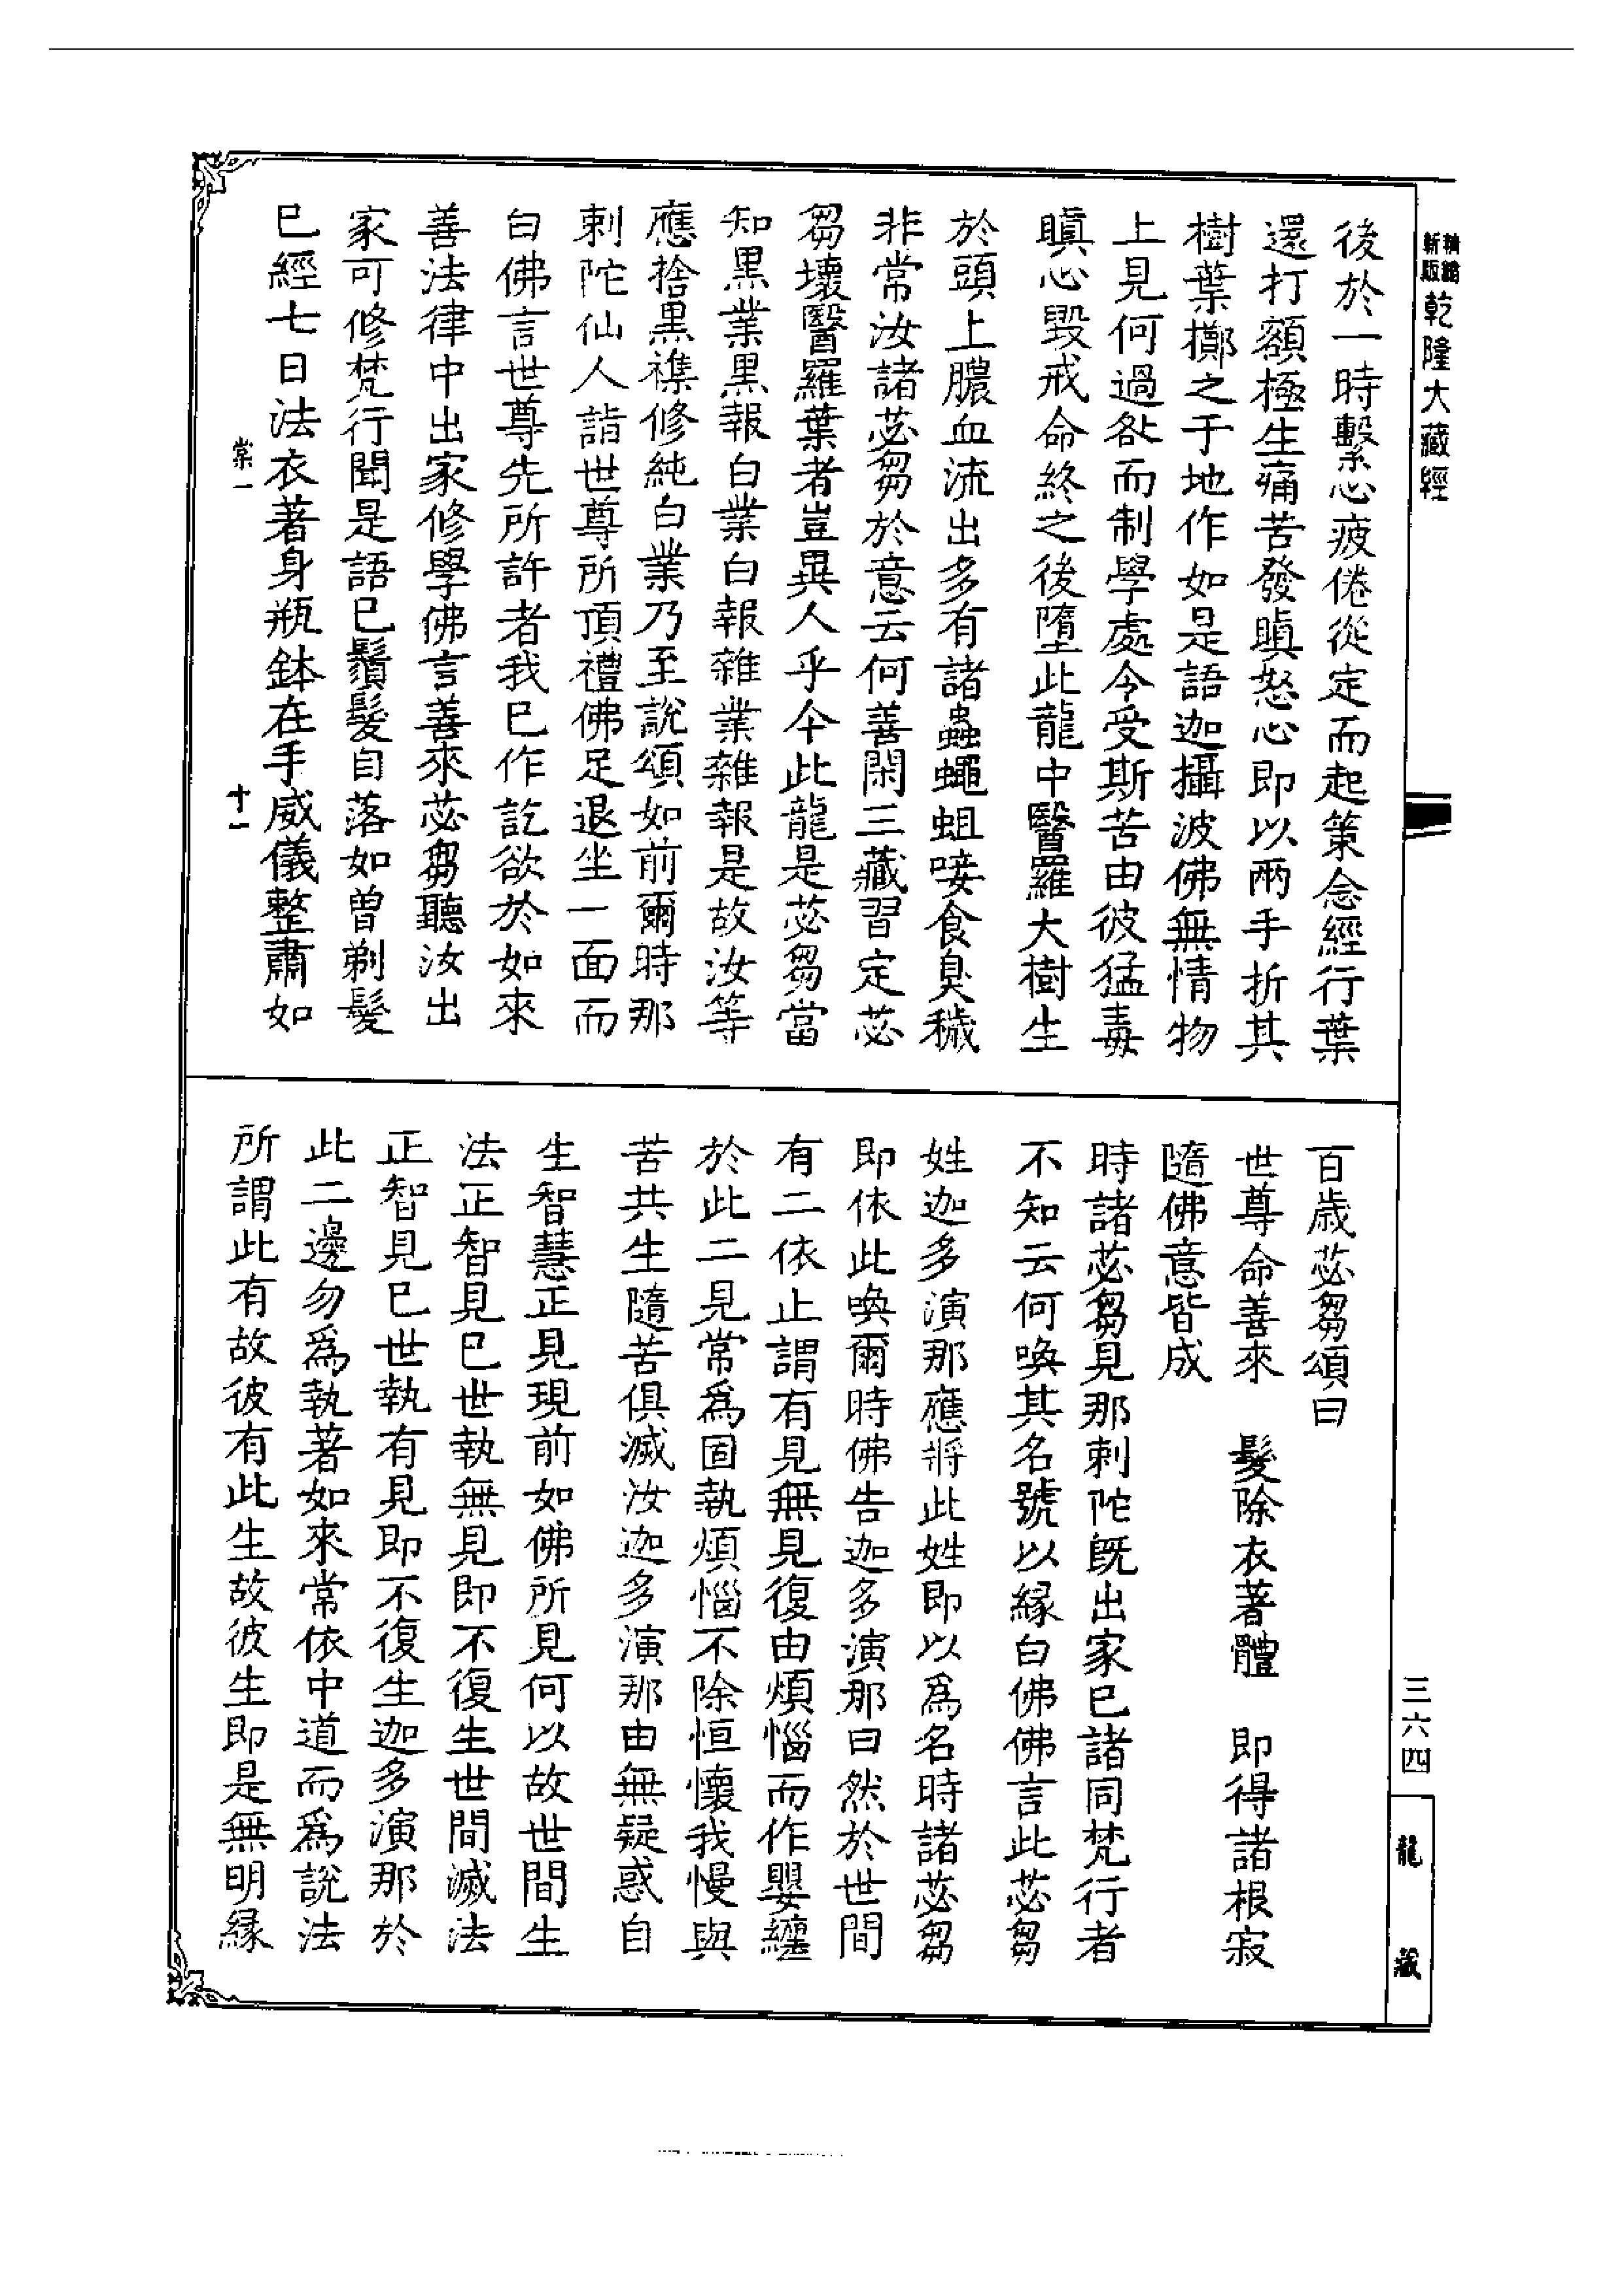 精縮新版乾隆大藏經
後於一時繫心疲倦從定而起策念經行葉
還打額極生痛苦發瞋怒心即以兩手折其
樹葉擲之于地作如是語迦攝波佛無情物
上見何過咎而制學處令受斯苦由彼猛毒
瞋心毀戒命終之後墮此龍中醫羅大樹生
於頭上膿血流出多有諸蟲蠅蛆唼食臭穢
非常汝諸苾芻於意云何善閑三藏習定苾
芻壞醫羅葉者豈異人乎今此龍是苾芻當
知黑業黑報白業白報雜業雜報是故汝等
應捨黑襍修純白業乃至說頌如前爾時那
剌陀仙人詣世尊所頂禮佛足退坐一面而
白佛言世尊先所許者我已作訖欲於如來
善法律中出家修學佛言善來苾芻聽汝出
家可修梵行聞是語已鬚髮自落如曾剃髮
已經七日法衣著身瓶鉢在手威儀整肅如
棠一 十一
百歲苾芻頌曰
世尊命善來 髮除衣著體 即得諸根寂
隨佛意皆成
時諸苾芻見那剌陀旣出家已諸同梵行者
不知云何喚其名號以緣白佛佛言此苾芻
姓迦多演那應將此姓即以爲名時諸苾芻
即依此喚爾時佛告迦多演那曰然於世間
有二依止謂有見無見復由煩惱而作嬰纏
於此二見常爲固執煩惱不除恒懷我慢與
苦共生隨苦俱滅汝迦多演那由無疑惑自
生智慧正見現前如佛所見何以故世間生
法正智見已世執無見即不復生世間滅法
正智見已世執有見即不復生迦多演那於
此二邊勿爲執著如來常依中道而爲說法
所謂此有故彼有此生故彼生即是無明緣
三六四
龍藏